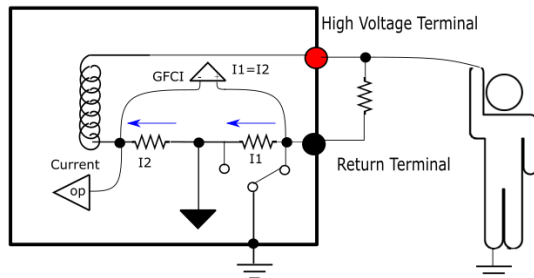 High Voltage Terminal
GFCI
I1=I2
- +
Current
I2
I1
Return Terminal
op